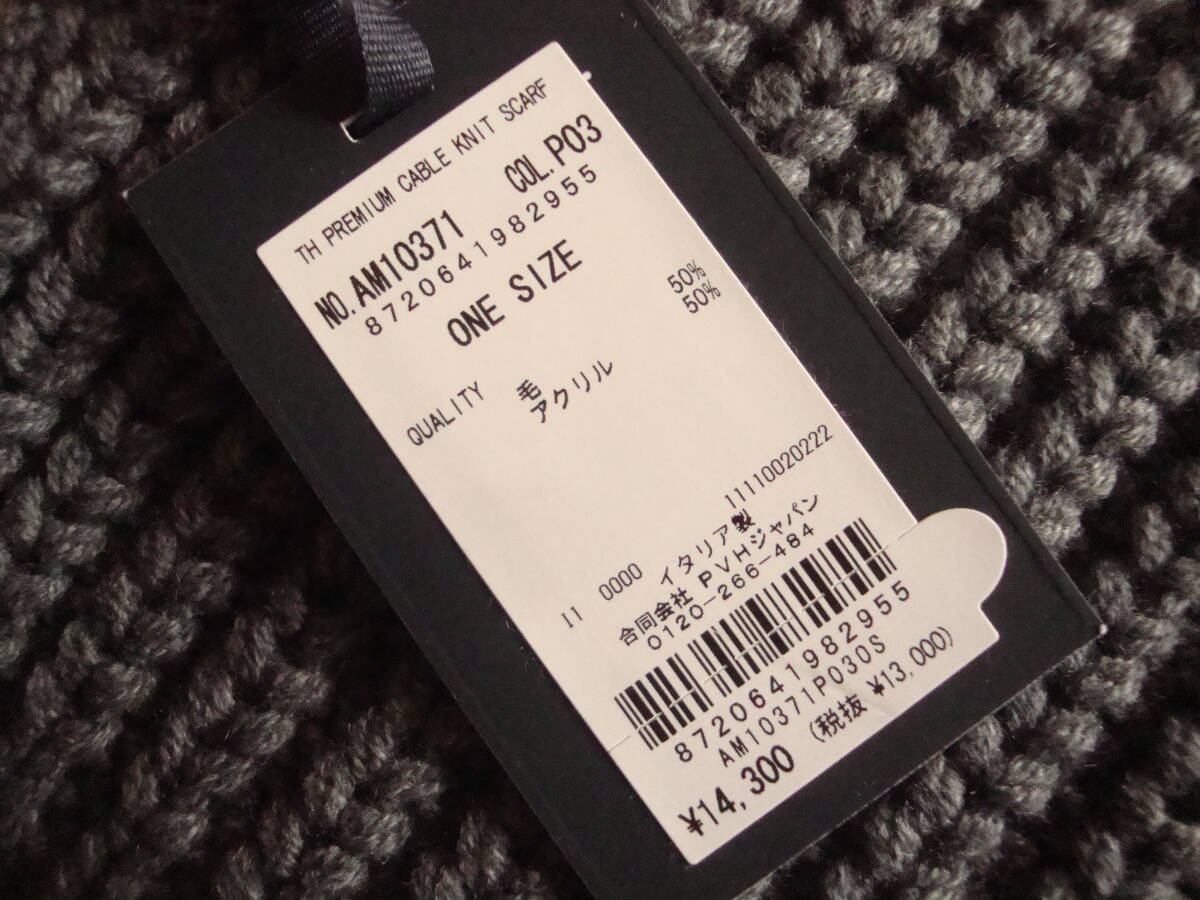 TH PREMIUM CABLE KNIT SCARF
NO.AM10371 COL.P03
8720641982955
ONE SIZE
QUALITY 毛 50%
アクリル 50%
11110020222
II 0000 イタリア製
合同会社 PVHジャパン
0120-266-484
8720641982955
AM10371P030S
¥14,300 (税抜 ¥13,000)